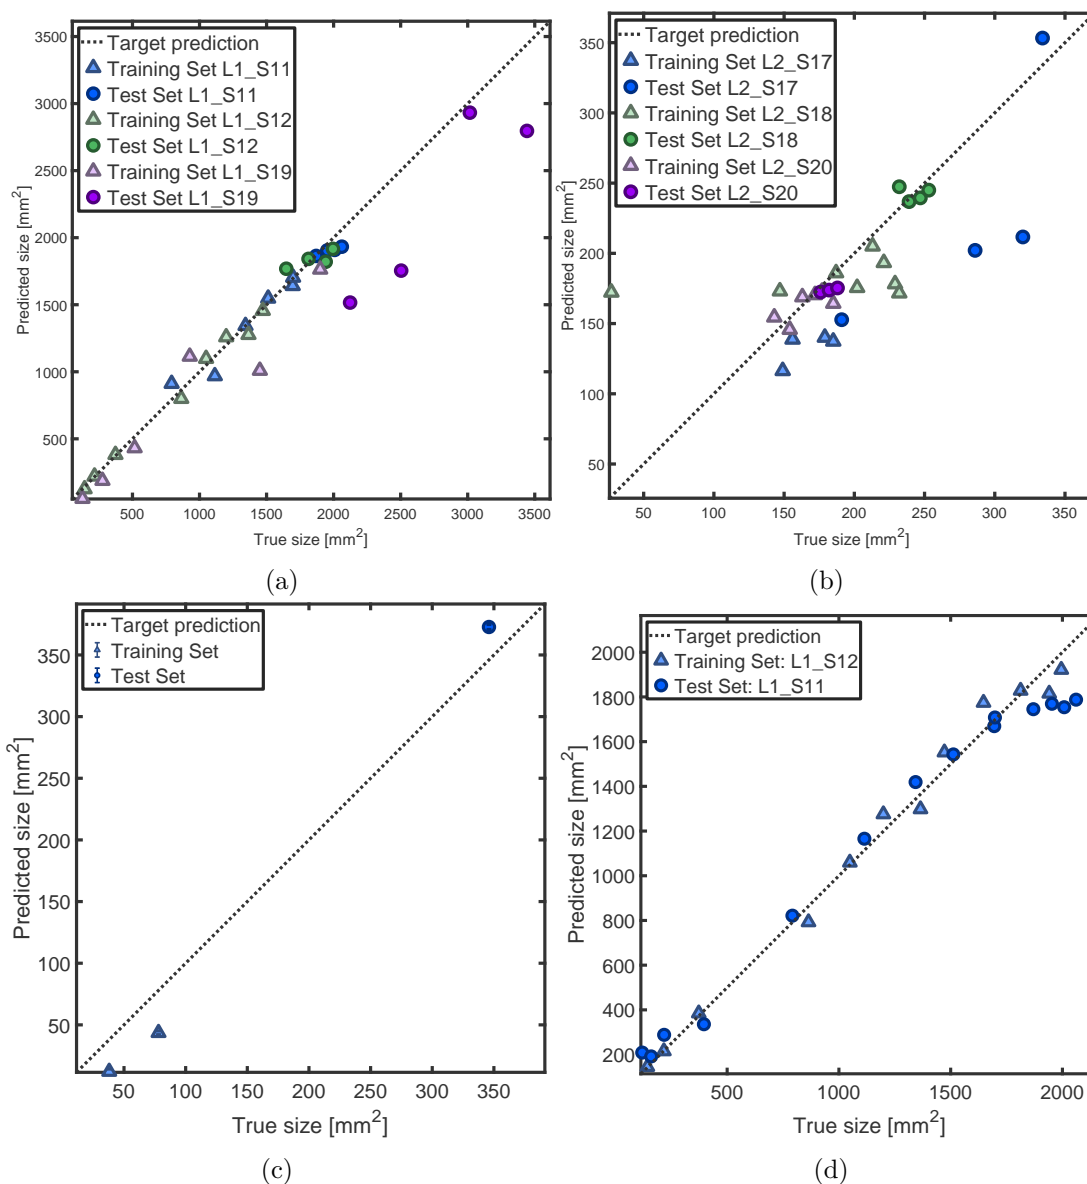 3500
3000
2500
2000
1500
1000
500
Predicted size [mm²]
Target prediction
Training Set L1_S11
Test Set L1_S11
Training Set L1_S12
Test Set L1_S12
Training Set L1_S19
Test Set L1_S19
500 1000 1500 2000 2500 3000 3500
True size [mm²]
(a)
350
300
250
200
150
100
50
Predicted size [mm²]
Target prediction
Training Set L2_S17
Test Set L2_S17
Training Set L2_S18
Test Set L2_S18
Training Set L2_S20
Test Set L2_S20
50 100 150 200 250 300 350
True size [mm²]
(b)
350
300
250
200
150
100
50
Predicted size [mm²]
Target prediction
Training Set
Test Set
50 100 150 200 250 300 350
True size [mm²]
(c)
2000
1800
1600
1400
1200
1000
800
600
400
200
Predicted size [mm²]
Target prediction
Training Set: L1_S12
Test Set: L1_S11
500 1000 1500 2000
True size [mm²]
(d)